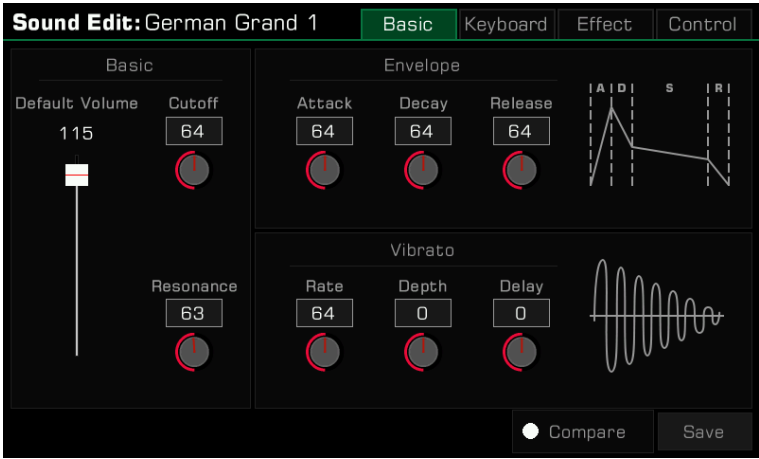 Sound Edit: German Grand 1
Basic
Keyboard
Effect
Control
Basic
Default Volume
115
Cutoff
64
Resonance
63
Envelope
Attack
64
Decay
64
Release
64
A D S R
Vibrato
Rate
64
Depth
0
Delay
0
Compare
Save